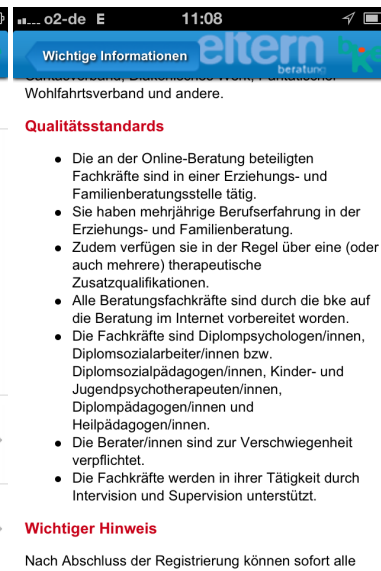 o2-de E 11:08
Wichtige Informationen eltern bke
beratung
Caritasverband, Diakonisches Werk, Paritätischer
Wohlfahrtsverband und andere.
Qualitätsstandards
● Die an der Online-Beratung beteiligten
Fachkräfte sind in einer Erziehungs- und
Familienberatungsstelle tätig.
● Sie haben mehrjährige Berufserfahrung in der
Erziehungs- und Familienberatung.
● Zudem verfügen sie in der Regel über eine (oder
auch mehrere) therapeutische
Zusatzqualifikationen.
● Alle Beratungsfachkräfte sind durch die bke auf
die Beratung im Internet vorbereitet worden.
● Die Fachkräfte sind Diplompsychologen/innen,
Diplomsozialarbeiter/innen bzw.
Diplomsozialpädagogen/innen, Kinder- und
Jugendpsychotherapeuten/innen,
Diplompädagogen/innen und
Heilpädagogen/innen.
● Die Berater/innen sind zur Verschwiegenheit
verpflichtet.
● Die Fachkräfte werden in ihrer Tätigkeit durch
Intervision und Supervision unterstützt.
Wichtiger Hinweis
Nach Abschluss der Registrierung können sofort alle